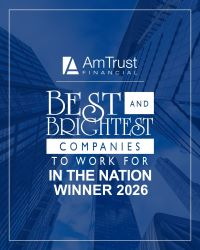 AmTrust
FINANCIAL
BEST AND
BRIGHTEST
COMPANIES
TO WORK FOR
IN THE NATION
WINNER 2026